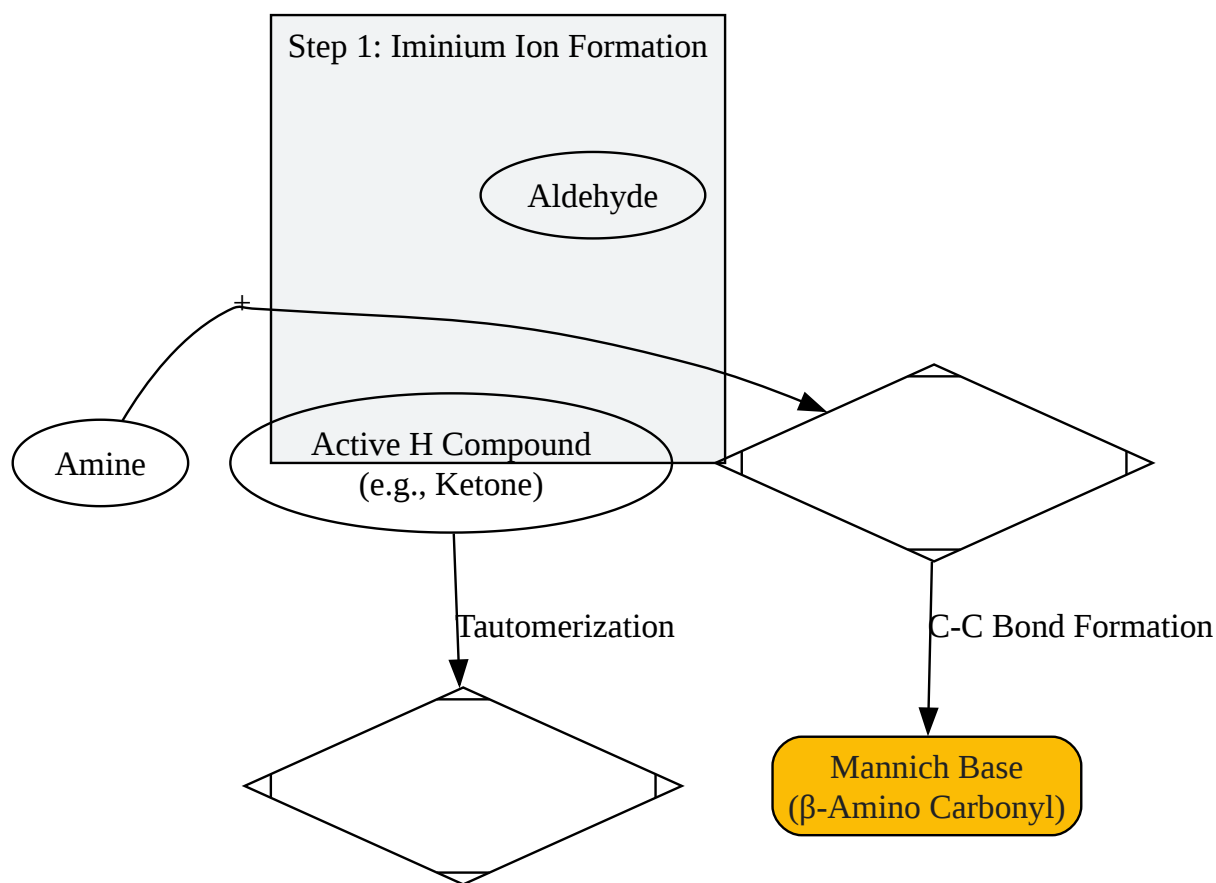 Step 1: Iminium Ion Formation
Aldehyde
+
Amine
Active H Compound
(e.g., Ketone)
Tautomerization
C-C Bond Formation
Mannich Base
(β-Amino Carbonyl)